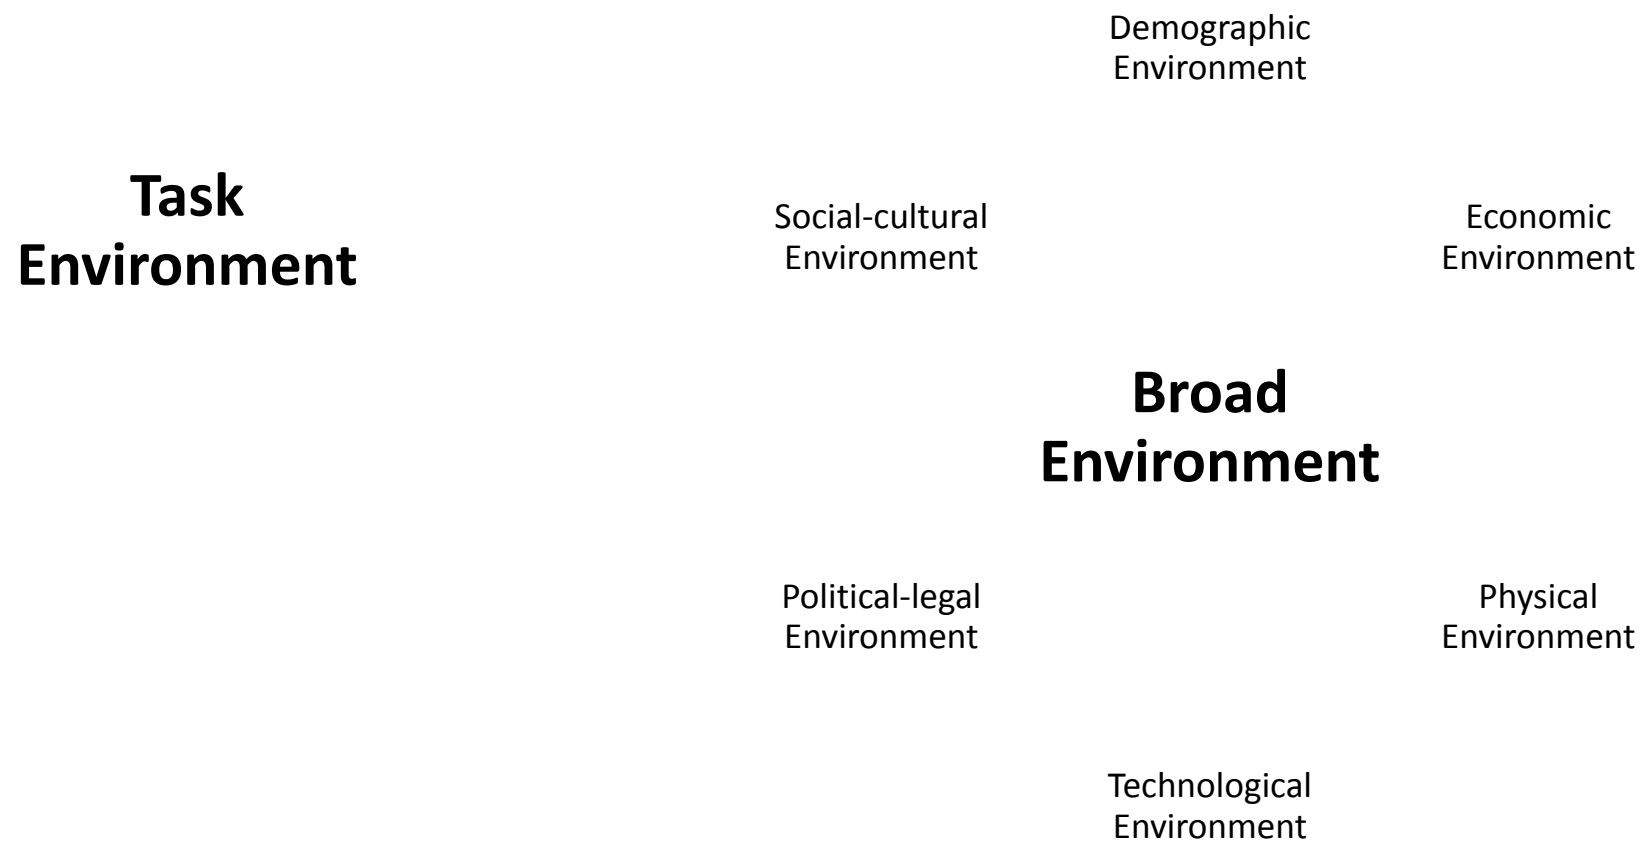 Task
Environment
Demographic
Environment
Social-cultural
Environment
Economic
Environment
Broad
Environment
Political-legal
Environment
Physical
Environment
Technological
Environment